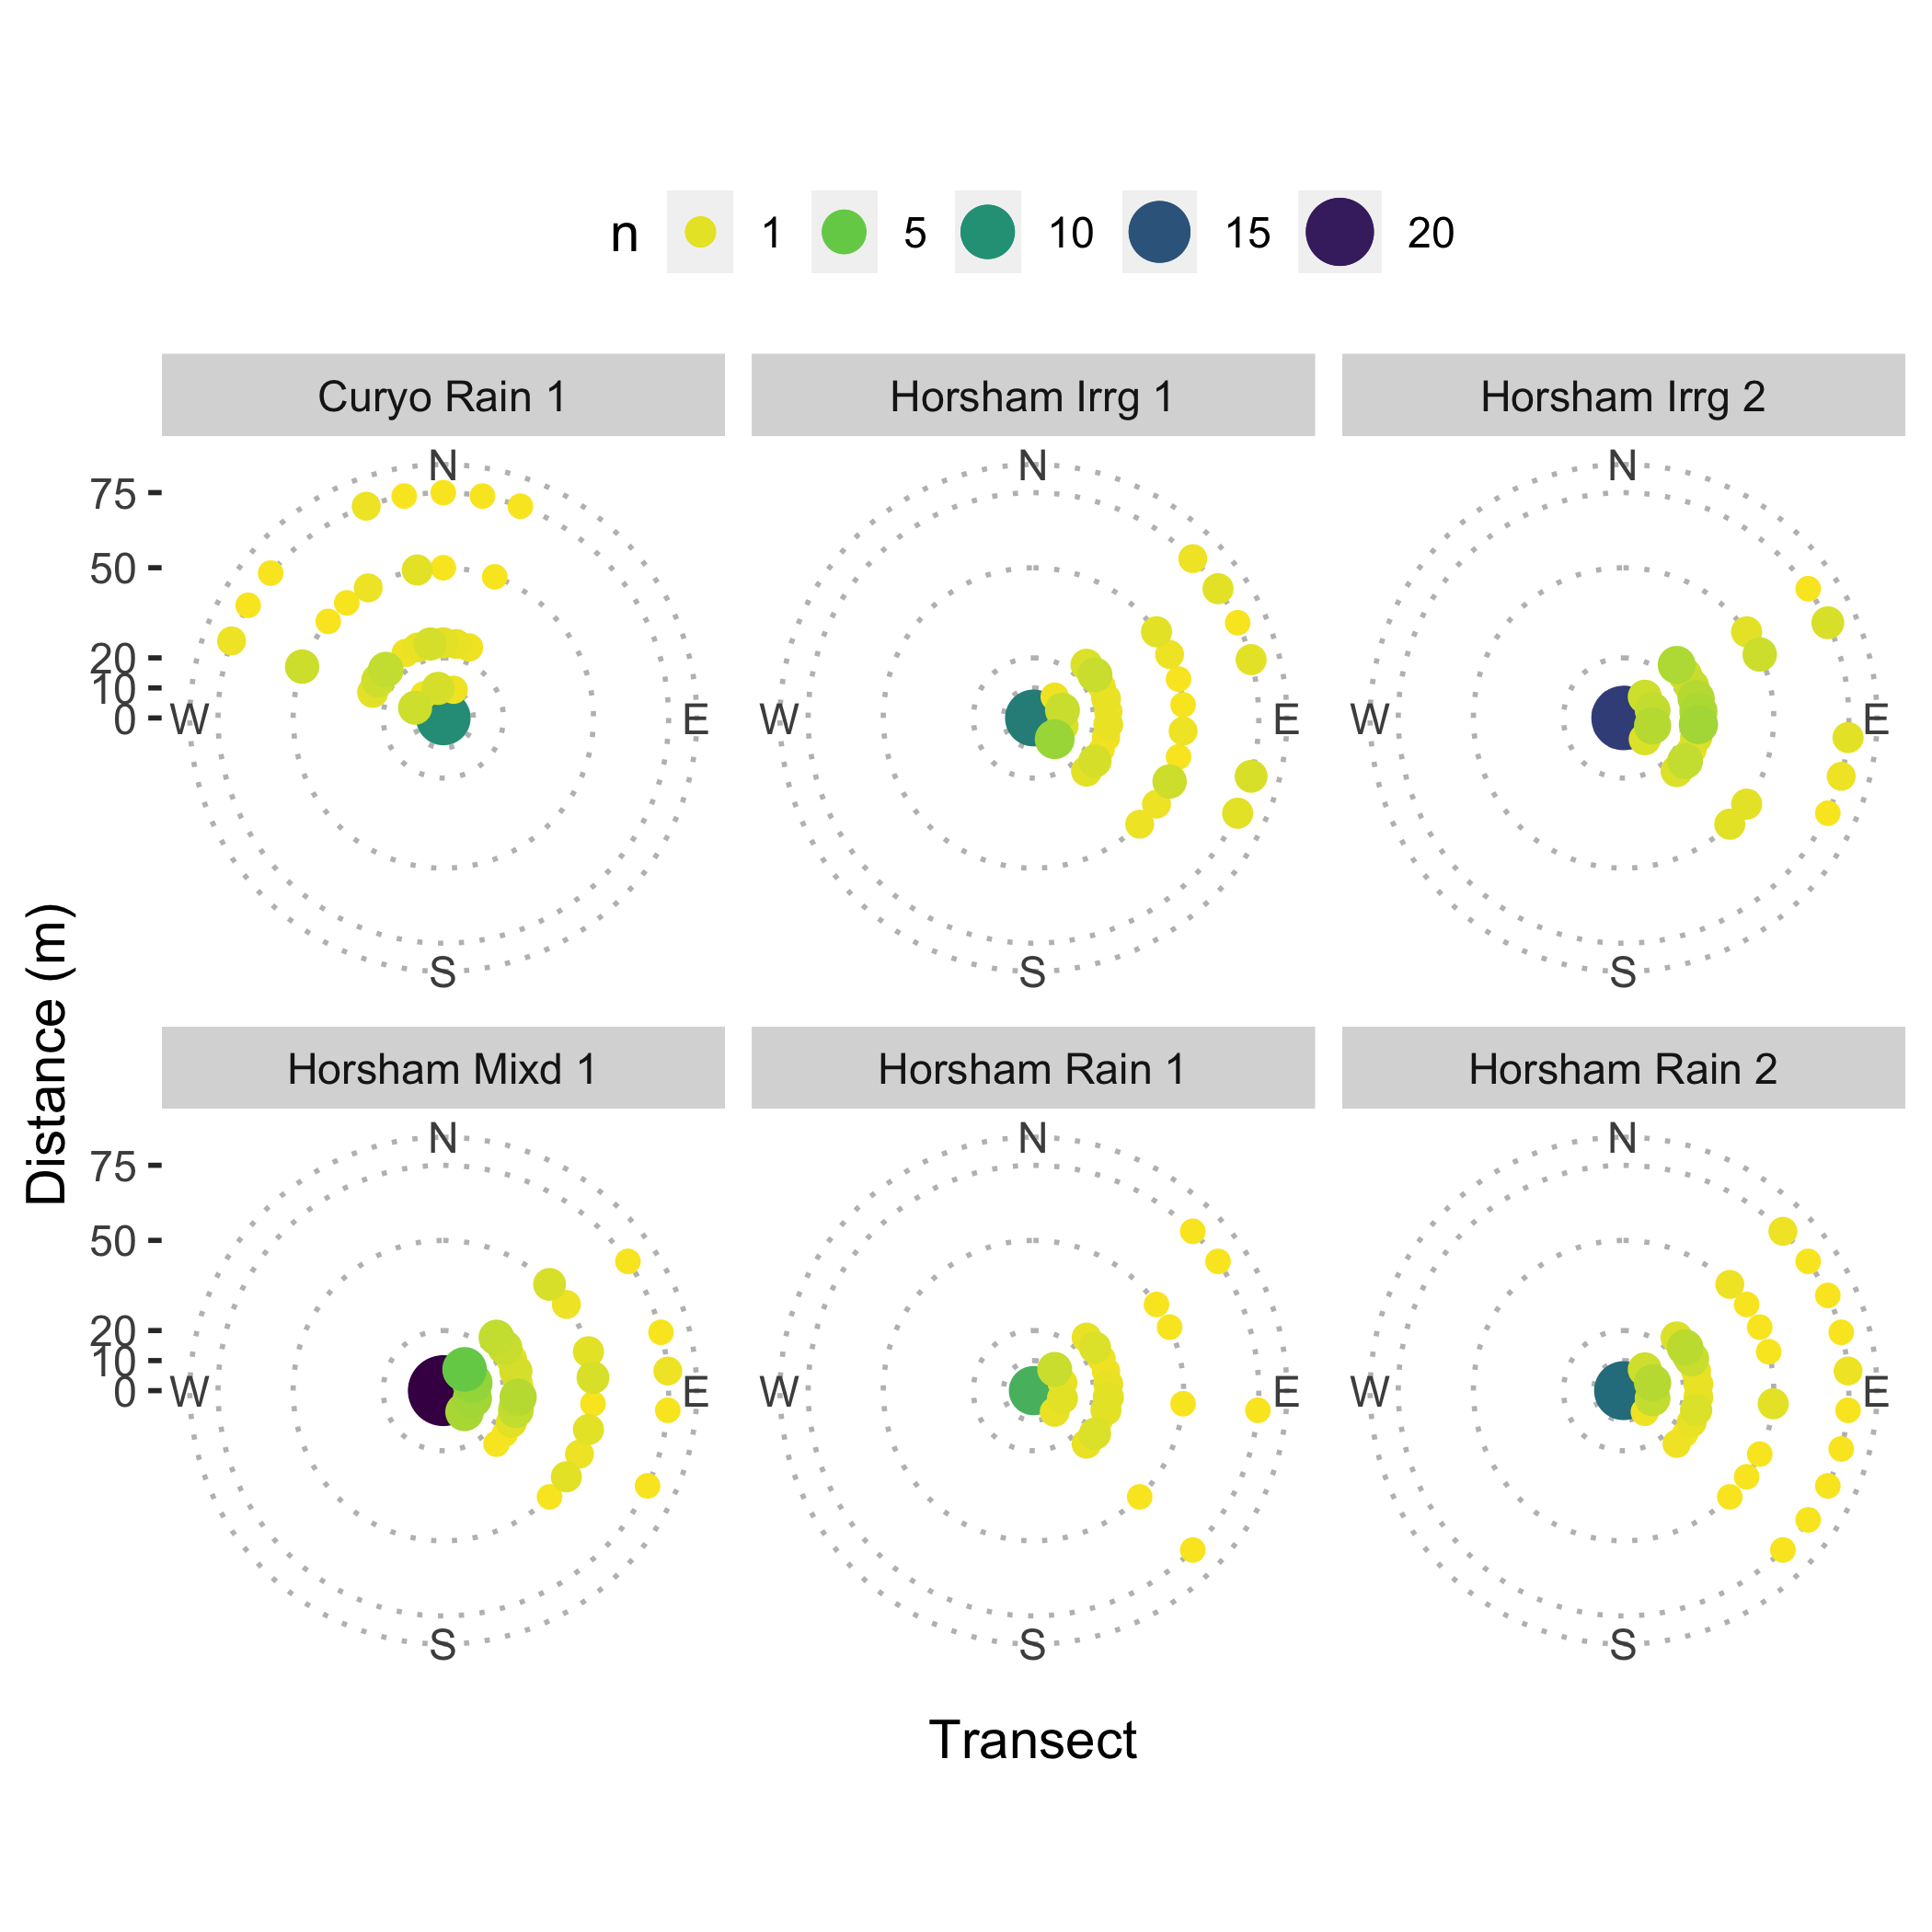 n 1 5 10 15 20
Curyo Rain 1 Horsham Irrg 1 Horsham Irrg 2
N N N
75
50
20
10
0 W E W E W E
S S S
Horsham Mixd 1 Horsham Rain 1 Horsham Rain 2
N N N
75
50
20
10
0 W E W E W E
S S S
Distance (m)
Transect